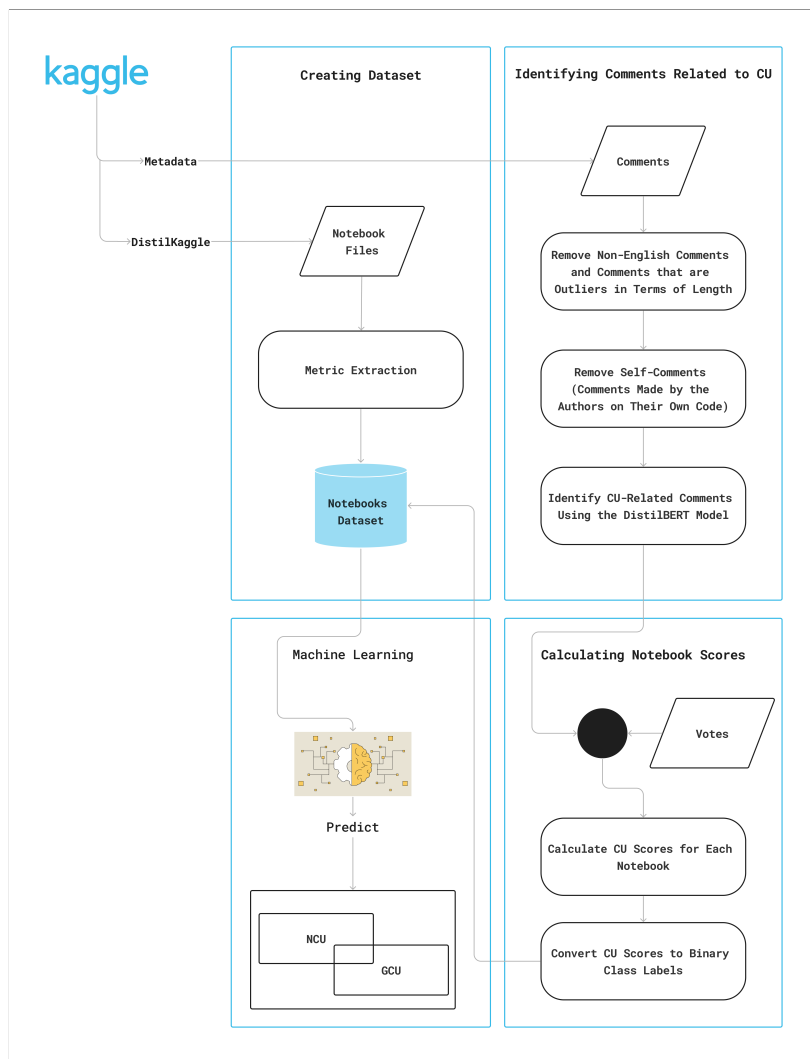 kaggle
Metadata
DistilKaggle
Creating Dataset
Notebook
Files
Metric Extraction
Notebooks
Dataset
Identifying Comments Related to CU
Comments
Remove Non-English Comments
and Comments that are
Outliers in Terms of Length
Remove Self-Comments
(Comments Made by the
Authors on Their Own Code)
Identify CU-Related Comments
Using the DistilBERT Model
Machine Learning
Predict
NCU
GCU
Calculating Notebook Scores
Votes
Calculate CU Scores for Each
Notebook
Convert CU Scores to Binary
Class Labels